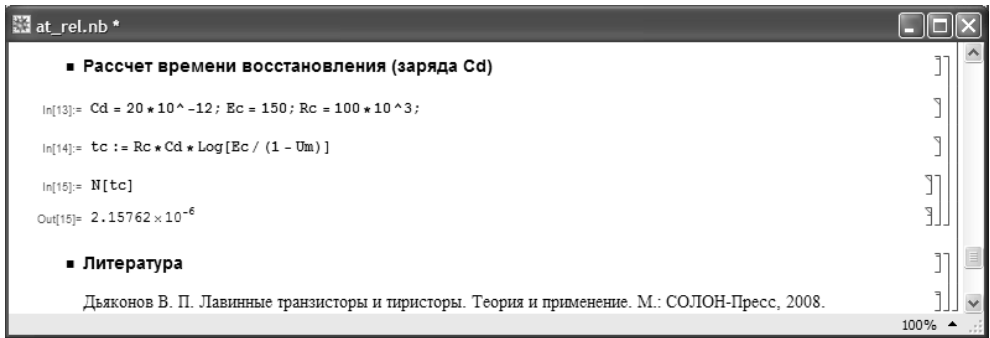 at_rel.nb *
Рассчет времени восстановления (заряда Cd)
In[13]:= Cd = 20*10^-12; Ec = 150; Rc = 100*10^3;
In[14]:= tc := Rc*Cd*Log[Ec / (1 - Um)]
In[15]:= N[tc]
Out[15]= 2.15762×10⁻⁶
Литература
Дьяконов В. П. Лавинные транзисторы и тиристоры. Теория и применение. М.: СОЛОН-Пресс, 2008.
100%